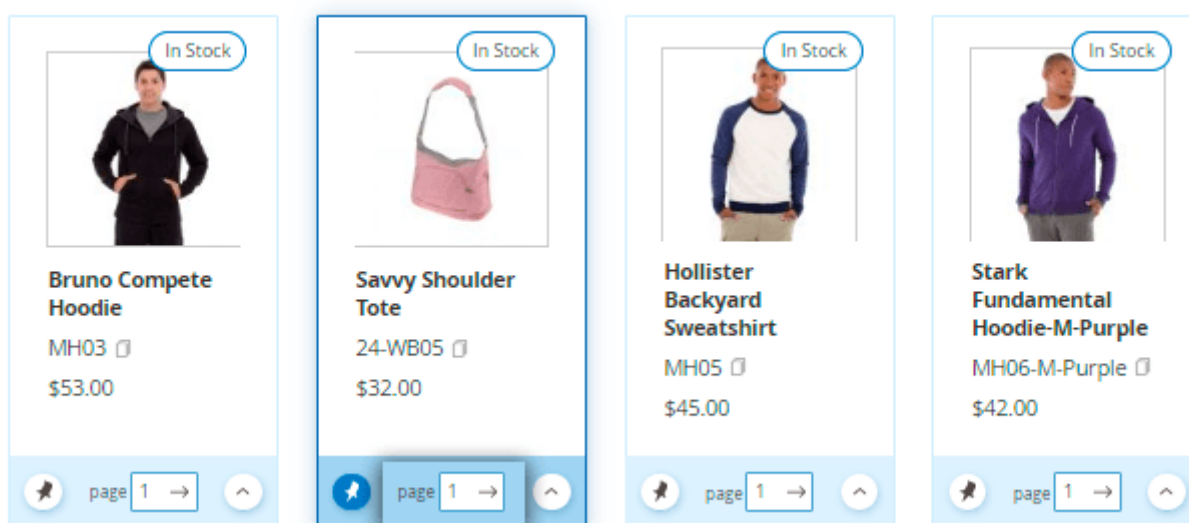 In Stock
Bruno Compete
Hoodie
MH03
$53.00
page 1 →
In Stock
Savvy Shoulder
Tote
24-WB05
$32.00
page 1 →
In Stock
Hollister
Backyard
Sweatshirt
MH05
$45.00
page 1 →
In Stock
Stark
Fundamental
Hoodie-M-Purple
MH06-M-Purple
$42.00
page 1 →